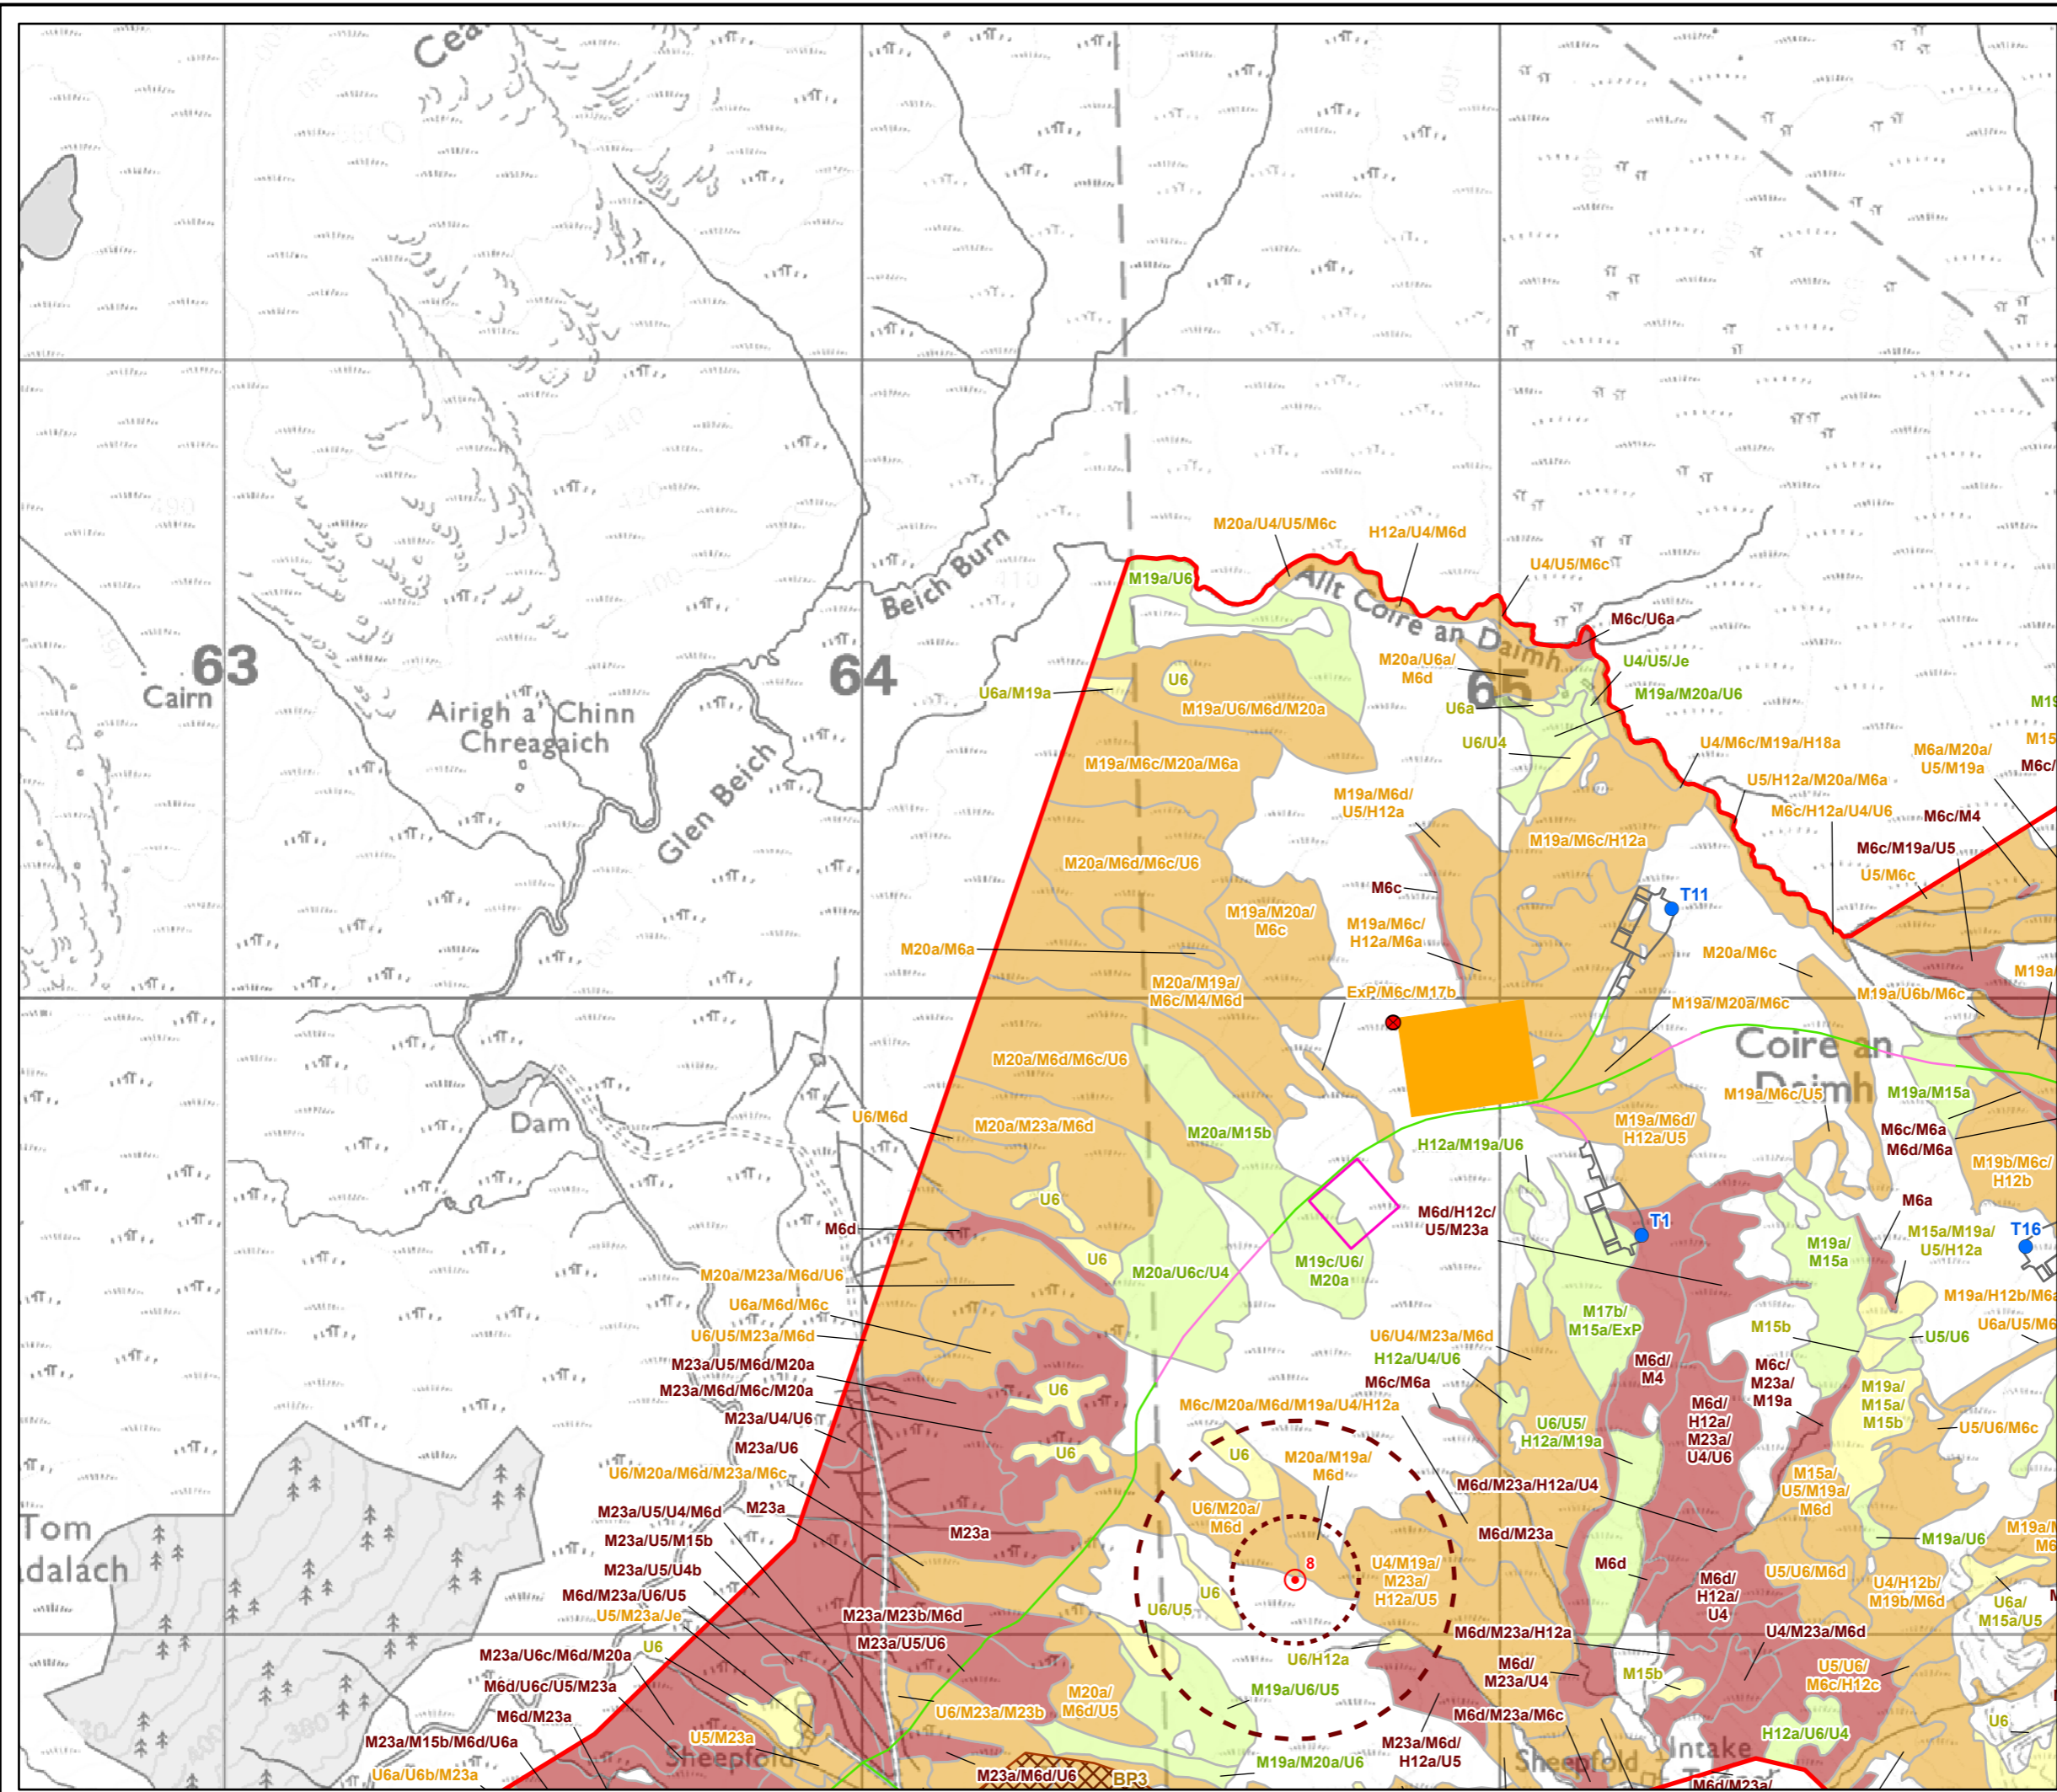 Cea
490
440
420
400
410
460
M20a/U4/U5/M6c
H12a/U4/M6d
U4/U5/M6c
Beich Burn
M19a/U6
Allt Coire an Daimh
M6c/U6a
63
64
65
Cairn
Airigh a' Chinn
Chreagaich
Glen Beich
U6a/M19a
U6
M20a/U6a/
M6d
U4/U5/Je
M19a/M20a/U6
U6a
M19a/U6/M6d/M20a
U6/U4
U4/M6c/M19a/H18a
M6a/M20a/
U5/M19a
M19a/M6c/M20a/M6a
U5/H12a/M20a/M6a
M19a/M6d/
U5/H12a
M6c/H12a/U4/U6
M6c/M4
M19a/M6c/H12a
M6c/M19a/U5
M20a/M6d/M6c/U6
U5/M6c
M6c
T11
M19a/M20a/
M6c
M19a/M6c/
H12a/M6a
M20a/M6a
M20a/M6c
M20a/M19a/
M6c/M4/M6d
ExP/M6c/M17b
M19a/U6b/M6c
M19a/M20a/M6c
M20a/M6d/M6c/U6
Coire an
Daimh
Dam
410
M19a/M6c/U5
M19a/M15a
U6/M6d
M20a/M23a/M6d
M20a/M15b
H12a/M19a/U6
M19a/M6d/
H12a/U5
M6c/M6a
M6d/M6a
M19b/M6c/
H12b
U6
M6d
M6d/H12c/
U5/M23a
T1
M6a
T16
M15a/M19a/
U5/H12a
U6
M20a/U6c/U4
M19c/U6/
M20a
M19a/
M15a
M20a/M23a/M6d/U6
U6a/M6d/M6c
U6/U5/M23a/M6d
M17b/
M15a/ExP
M19a/H12b/M6a
M15b
U5/U6
U6/U4/M23a/M6d
H12a/U4/U6
M6c/M6a
M23a/U5/M6d/M20a
M23a/M6d/M6c/M20a
M6d/
M4
M6c/
M23a/
M19a
U6
M6c/M20a/M6d/M19a/U4/H12a
M6d/
H12a/
M23a/
U4/U6
M19a/
M15a/
M15b
U5/U6/M6c
M23a/U4/U6
M23a/U6
U6
U6
M20a/M19a/
M6d
U6/U5/
H12a/M19a
U6/M20a/M6d/M23a/M6c
M6d/M23a/H12a/U4
M15a/
U5/M19a/
M6d
M23a/U5/U4/M6d
M23a
M23a
U6/M20a/
M6d
M6d/M23a
M19a/U6
M23a/U5/M15b
M23a/U5/U4b
8
U4/M19a/
M23a/
H12a/U5
M6d
U5/U6/M6d
Tom
M6d/M23a/U6/U5
U5/M23a/Je
U6
M6d/
H12a/
U4
U4/H12b/
M19b/M6d
U6a/
M15a/U5
M23a/M23b/M6d
U6/U5
M23a/U5/U6
M6d/M23a/H12a
U4/M23a/M6d
U6
M23a/U6c/M6d/M20a
U6/H12a
M6d/
M23a/U4
M15b
U5/U6/
M6c/H12c
M6d/U6c/U5/M23a
M19a/U6/U5
M20a/
M6d/U5
M6d/M23a
U6/M23a/M23b
M6d/M23a/M6c
U6
M23a/M15b/M6d/U6a
U5/M23a
Sheepfold
M19a/M20a/U6
M23a/M6d/
H12a/U5
Sheepfold
Intake
H12a/U6/U4
U6a/U6b/M23a
M23a/M6d/U6
BP3
M6d/M23a/
400
380